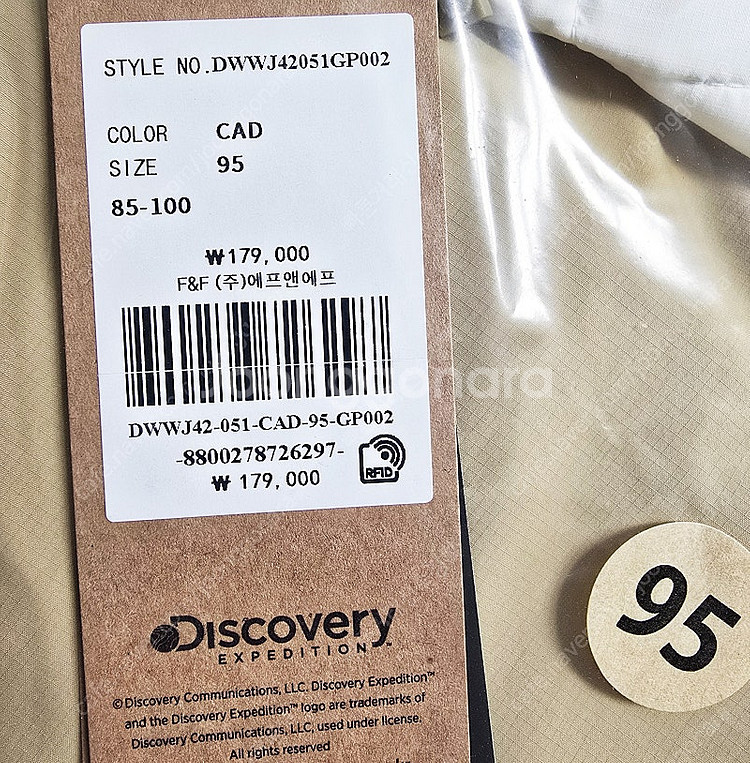 STYLE NO.DWWJ42051GP002
COLOR CAD
SIZE 95
85-100
₩179,000
F&F (주)에프앤에프
DWWJ42-051-CAD-95-GP002
-8800278726297-
RFID
₩ 179,000
Discovery
EXPEDITION™
©Discovery Communications, LLC. Discovery Expedition™
and the Discovery Expedition™ logo are trademarks of
Discovery Communications, LLC, used under license.
All rights reserved
95